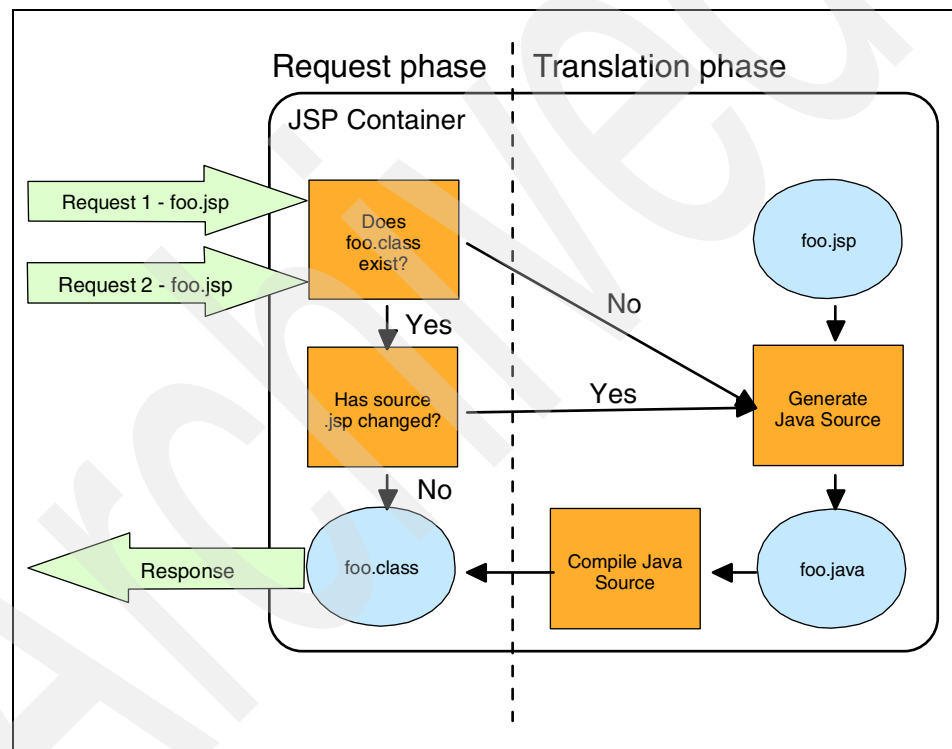 Request phase
Translation phase
JSP Container
Request 1 - foo.jsp
Does
foo.class
exist?
foo.jsp
Request 2 - foo.jsp
No
Yes
Has source
.jsp changed?
Yes
Generate
Java Source
No
Response
foo.class
Compile Java
Source
foo.java
Archived